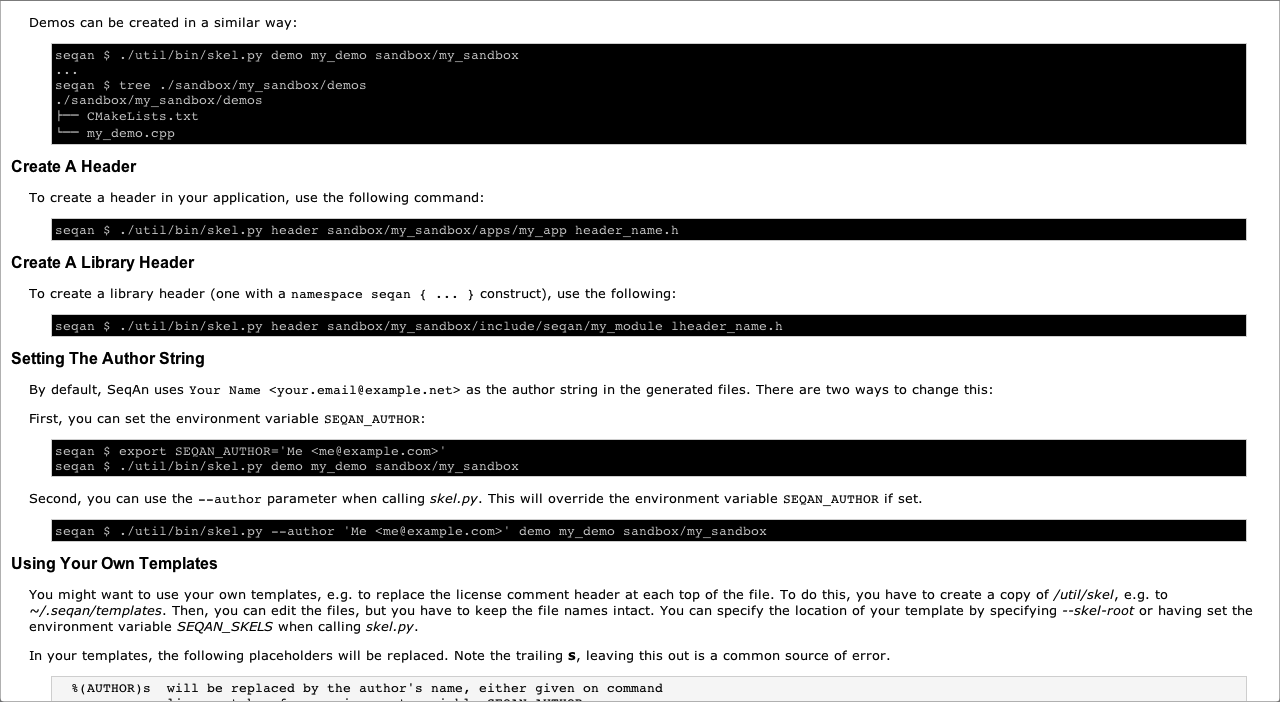 Demos can be created in a similar way:
seqan $ ./util/bin/skel.py demo my_demo sandbox/my_sandbox
...
seqan $ tree ./sandbox/my_sandbox/demos
./sandbox/my_sandbox/demos
├── CMakeLists.txt
└── my_demo.cpp
Create A Header
To create a header in your application, use the following command:
seqan $ ./util/bin/skel.py header sandbox/my_sandbox/apps/my_app header_name.h
Create A Library Header
To create a library header (one with a namespace seqan { ... } construct), use the following:
seqan $ ./util/bin/skel.py header sandbox/my_sandbox/include/seqan/my_module lheader_name.h
Setting The Author String
By default, SeqAn uses Your Name <your.email@example.net> as the author string in the generated files. There are two ways to change this:
First, you can set the environment variable SEQAN_AUTHOR:
seqan $ export SEQAN_AUTHOR='Me <me@example.com>'
seqan $ ./util/bin/skel.py demo my_demo sandbox/my_sandbox
Second, you can use the --author parameter when calling skel.py. This will override the environment variable SEQAN_AUTHOR if set.
seqan $ ./util/bin/skel.py --author 'Me <me@example.com>' demo my_demo sandbox/my_sandbox
Using Your Own Templates
You might want to use your own templates, e.g. to replace the license comment header at each top of the file. To do this, you have to create a copy of /util/skel, e.g. to
~/.seqan/templates. Then, you can edit the files, but you have to keep the file names intact. You can specify the location of your template by specifying --skel-root or having set the
environment variable SEQAN_SKELS when calling skel.py.
In your templates, the following placeholders will be replaced. Note the trailing s, leaving this out is a common source of error.
%(AUTHOR)s will be replaced by the author's name, either given on command